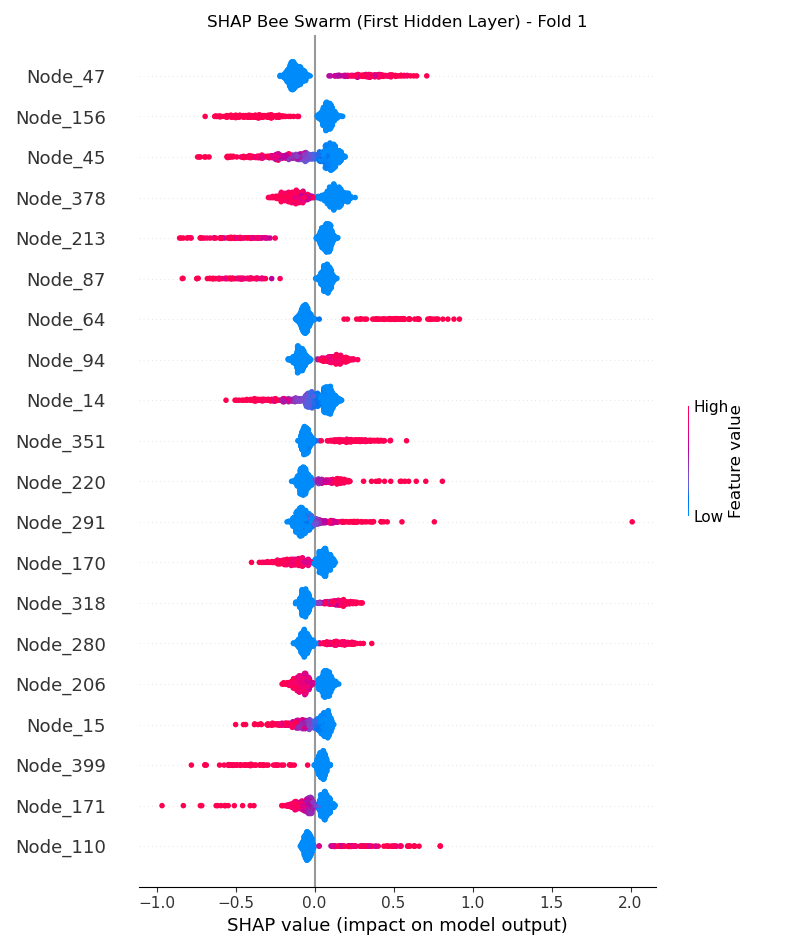 SHAP Bee Swarm (First Hidden Layer) - Fold 1
Node_47
Node_156
Node_45
Node_378
Node_213
Node_87
Node_64
Node_94
Node_14
Node_351
Node_220
Node_291
Node_170
Node_318
Node_280
Node_206
Node_15
Node_399
Node_171
Node_110
High
Feature value
Low
−1.0 −0.5 0.0 0.5 1.0 1.5 2.0
SHAP value (impact on model output)